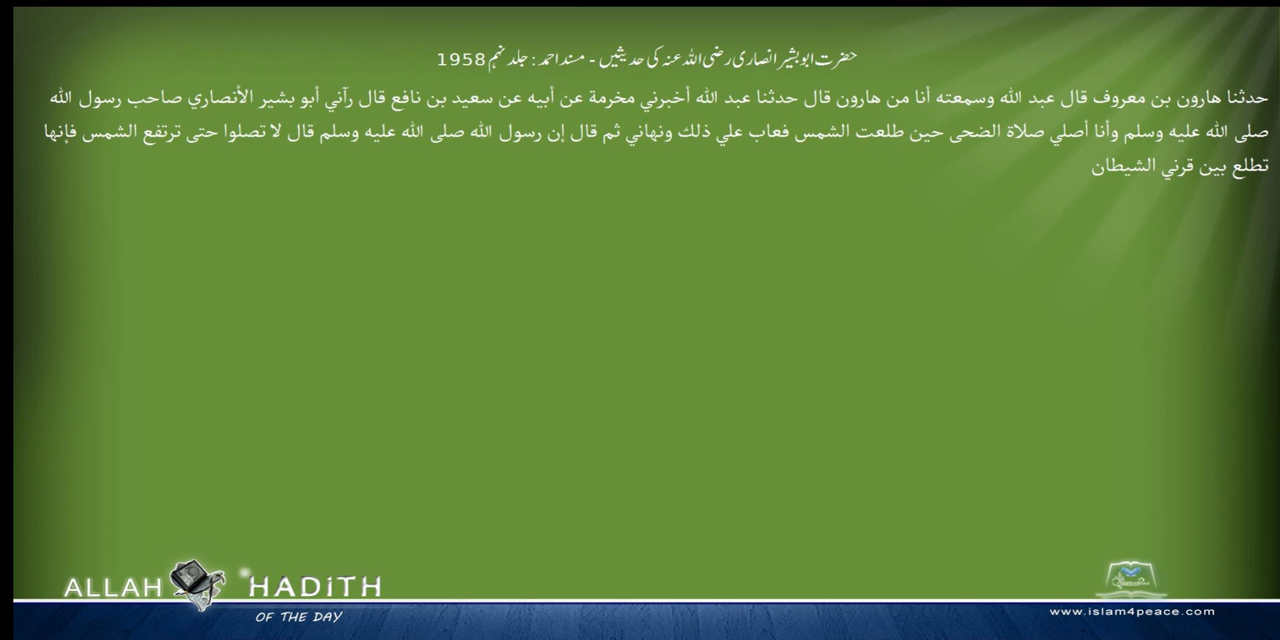 حضرت ابوبشیر انصاری رضی اللہ عنہ کی حدیثیں - مسند احمد: جلد نہم 1958
حدثنا هارون بن معروف قال عبد الله وسمعته أنا من هارون قال حدثنا عبد الله أخبرني مخرمة عن أبيه عن سعيد بن نافع قال رآني أبو بشير الأنصاري صاحب رسول الله
صلى الله عليه وسلم وأنا أصلي صلاة الضحى حين طلعت الشمس فعاب علي ذلك ونهاني ثم قال إن رسول الله صلى الله عليه وسلم قال لا تصلوا حتى ترتفع الشمس فإنها
تطلع بين قرني الشيطان
ALLAH HADiTH
OF THE DAY
www.islam4peace.com